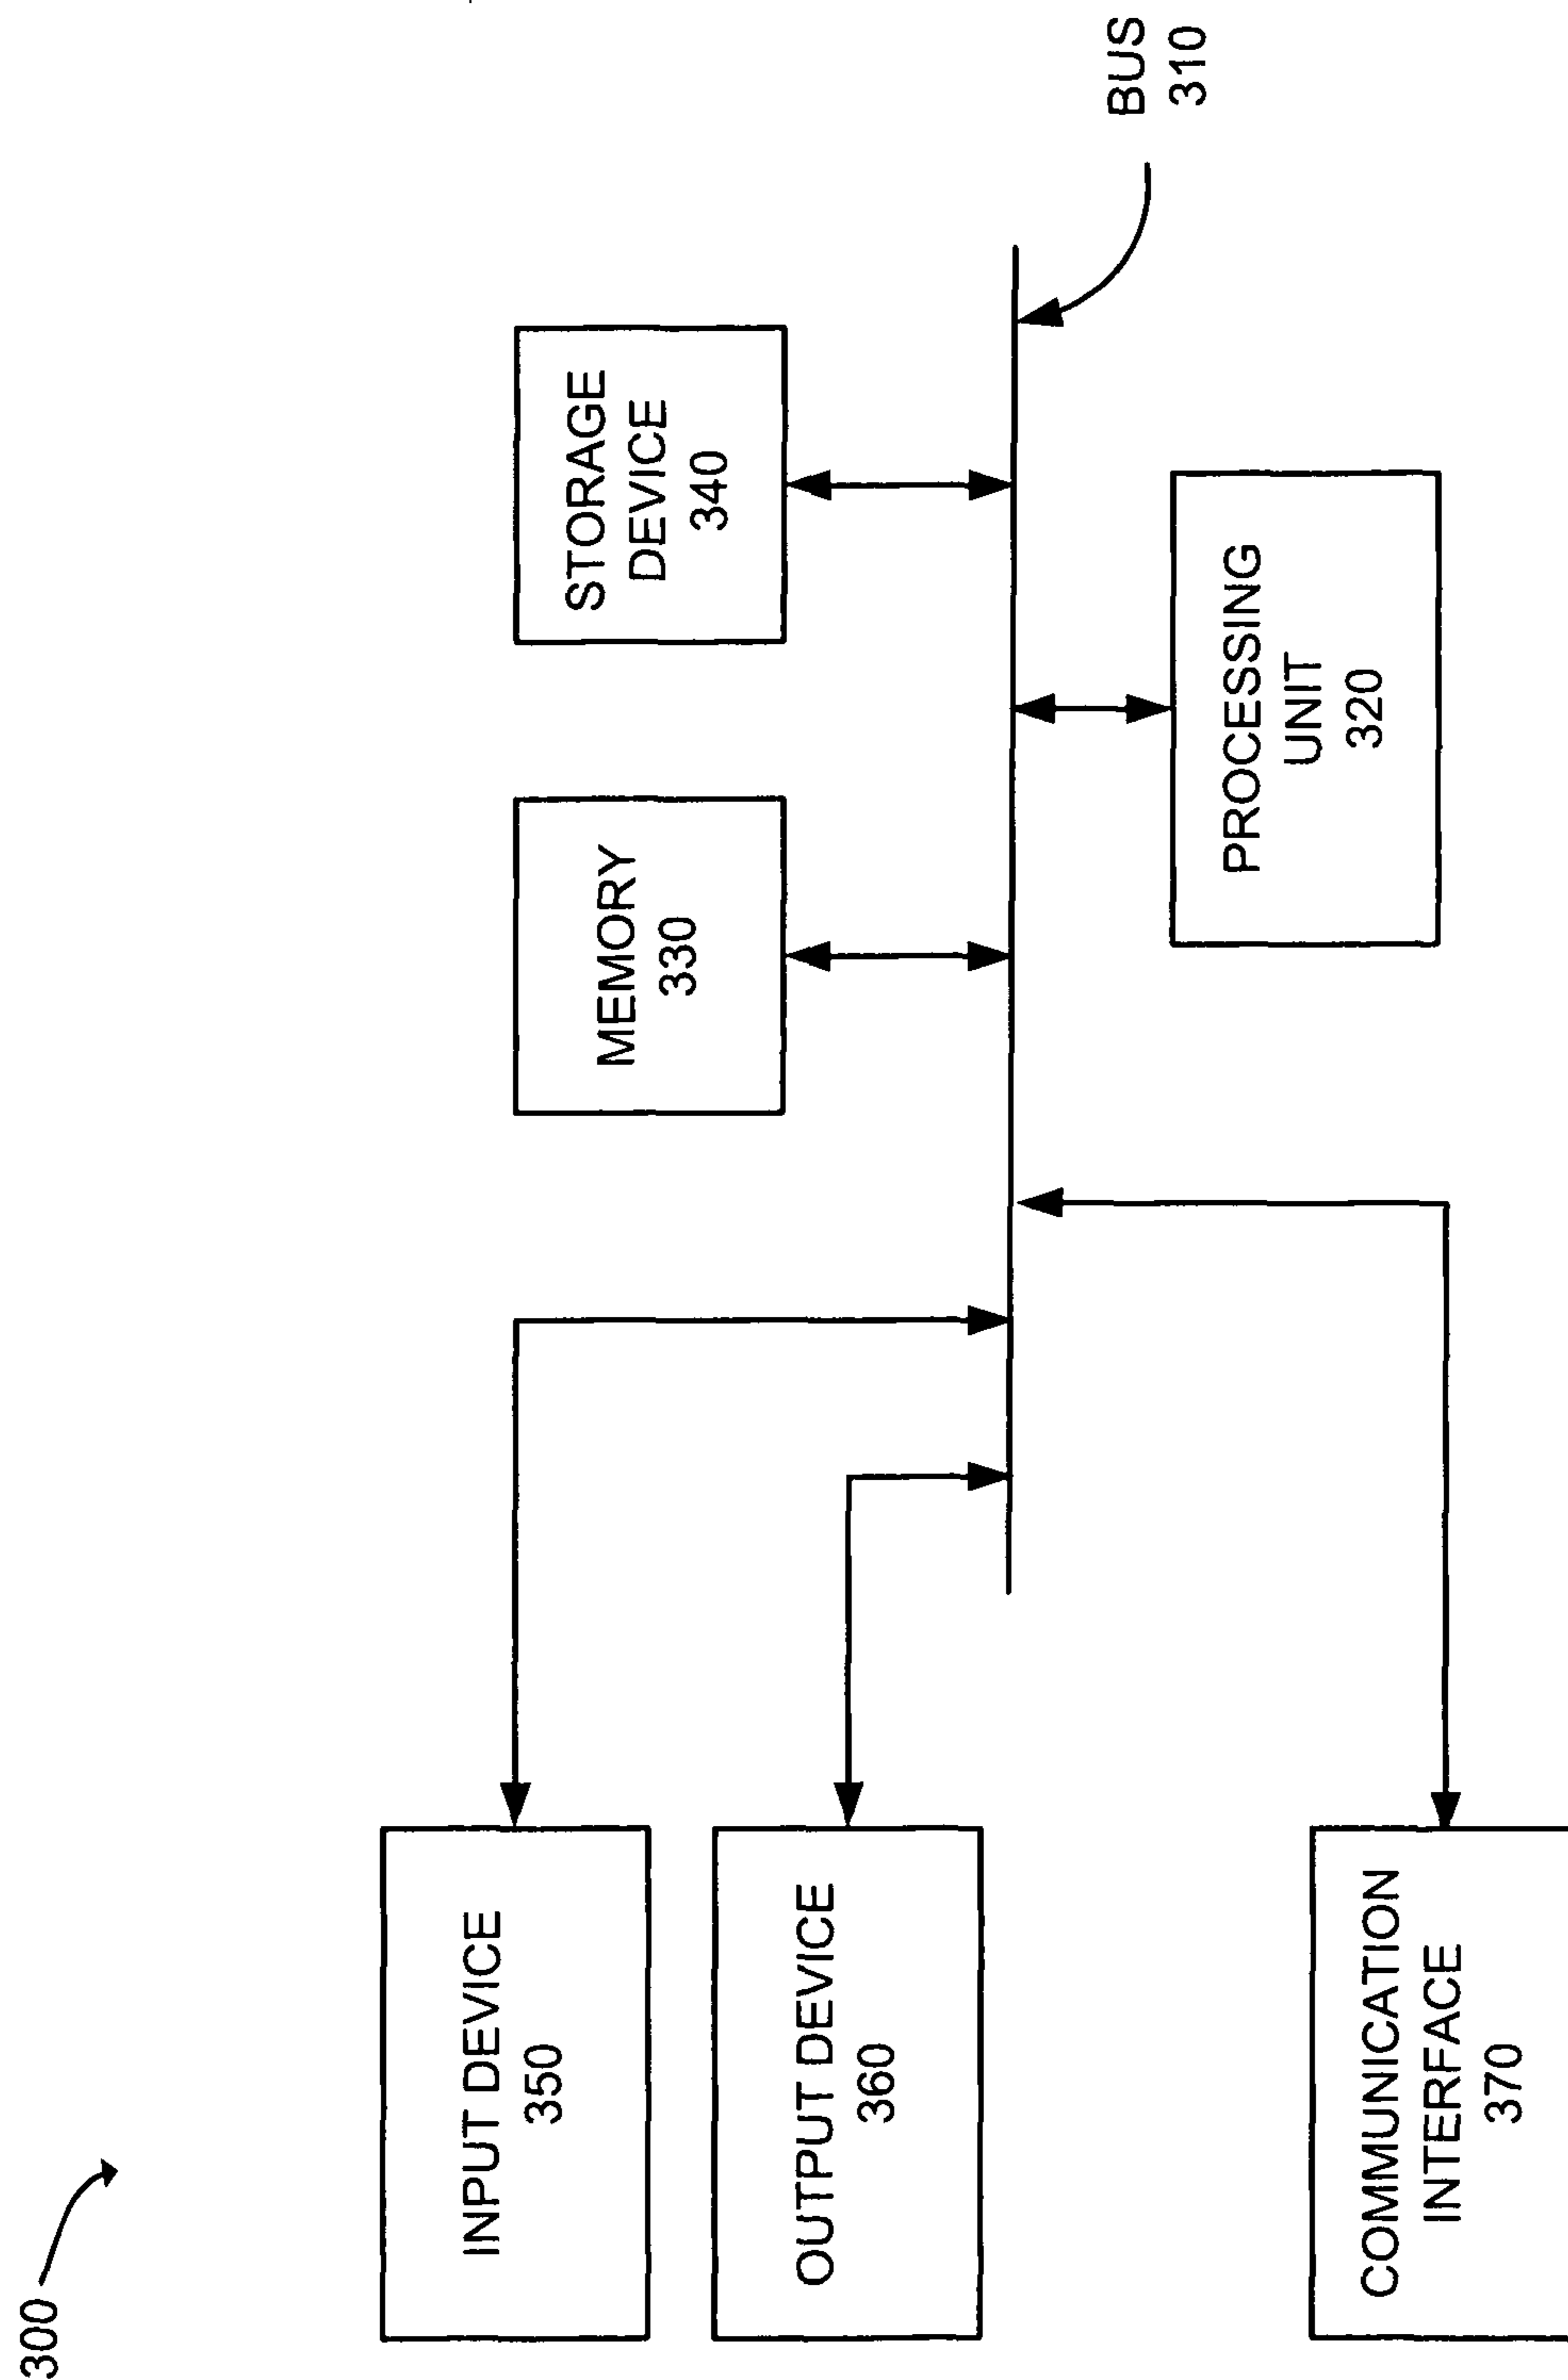 300
INPUT DEVICE
350
OUTPUT DEVICE
360
COMMUNICATION
INTERFACE
370
MEMORY
330
STORAGE
DEVICE
340
PROCESSING
UNIT
320
BUS
310